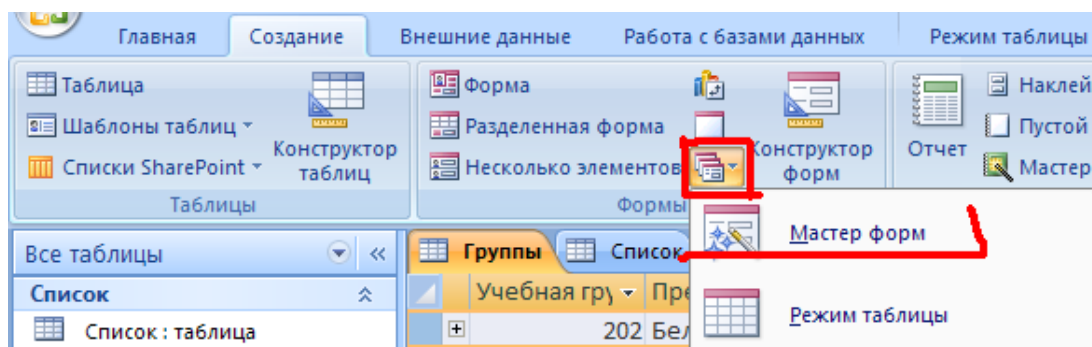 Главная Создание Внешние данные Работа с базами данных Режим таблицы
Таблица
Шаблоны таблиц
Списки SharePoint
Конструктор
таблиц
Таблицы
Форма
Разделенная форма
Несколько элементов
Конструктор
форм
Формы
Отчет
Наклей
Пустой
Мастер
Мастер форм
Режим таблицы
Все таблицы
Список
Список : таблица
Группы Список
Учебная гру Пре
202 Бел